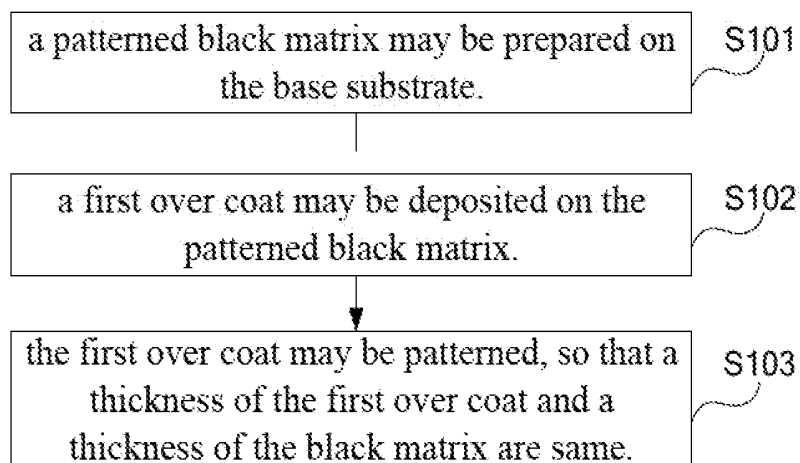 a patterned black matrix may be prepared on
the base substrate.
S101
a first over coat may be deposited on the
patterned black matrix.
S102
the first over coat may be patterned, so that a
thickness of the first over coat and a
thickness of the black matrix are same.
S103